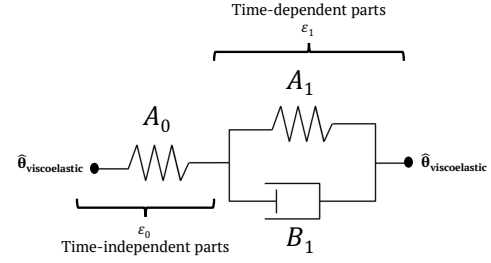 Time-dependent parts
ε₁
A₁
A₀
θ̂viscoelastic
θ̂viscoelastic
ε₀
Time-independent parts
B₁